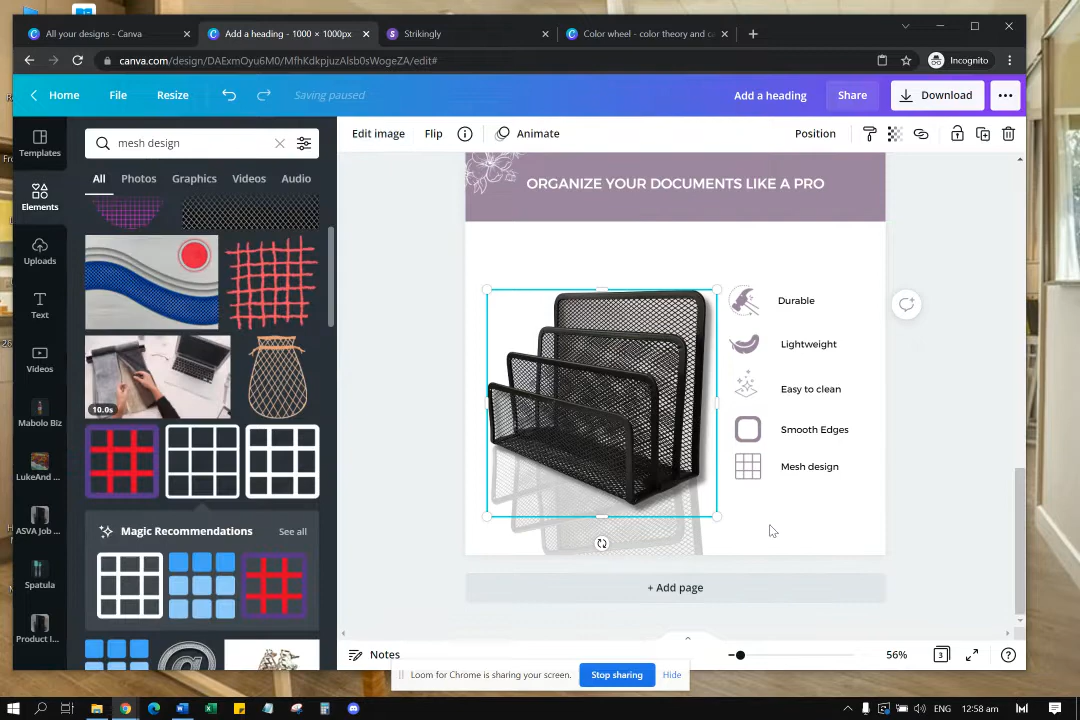 All your designs - Canva
Add a heading - 1000 × 1000px
Strikingly
Color wheel - color theory and ca
canva.com/design/DAExmOyu6M0/MfhKdkpjuzAlsb0sWogeZA/edit#
Incognito
Home
File
Resize
Saving paused
Add a heading
Share
Download
Templates
Elements
Uploads
Text
Videos
Mabolo Biz
LukeAnd ...
ASVA Job ...
Spatula
Product I...
mesh design
All
Photos
Graphics
Videos
Audio
10.0s
Magic Recommendations
See all
Edit image
Flip
Animate
Position
ORGANIZE YOUR DOCUMENTS LIKE A PRO
Durable
Lightweight
Easy to clean
Smooth Edges
Mesh design
+ Add page
Notes
56%
3
Loom for Chrome is sharing your screen.
Stop sharing
Hide
ENG
12:58 am